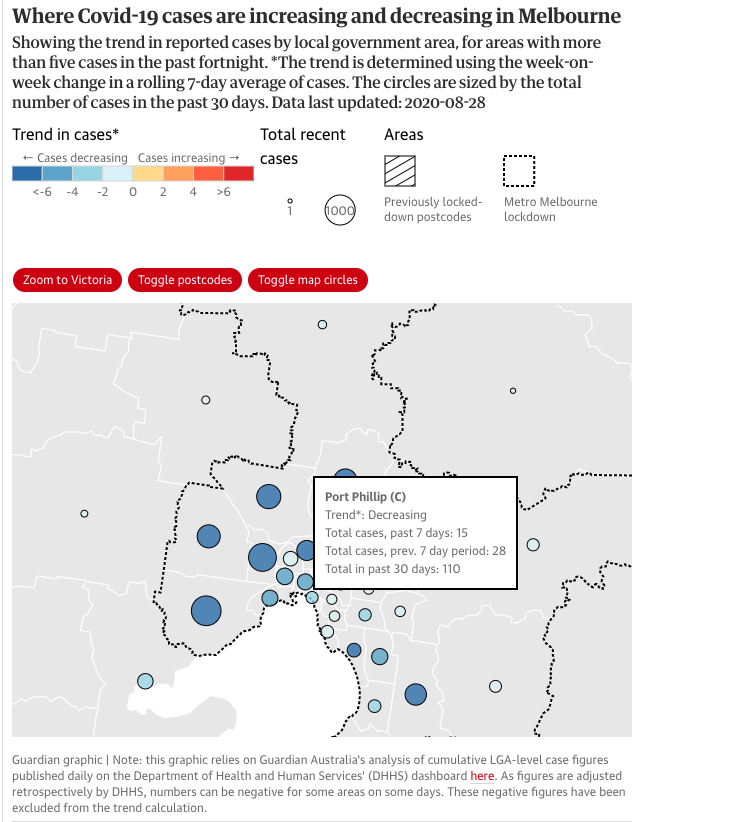 Where Covid-19 cases are increasing and decreasing in Melbourne
Showing the trend in reported cases by local government area, for areas with more
than five cases in the past fortnight. *The trend is determined using the week-on-
week change in a rolling 7-day average of cases. The circles are sized by the total
number of cases in the past 30 days. Data last updated: 2020-08-28
Trend in cases*
← Cases decreasing Cases increasing →
<-6 -4 -2 0 2 4 >6
Total recent
cases
1 1000
Areas
Previously locked-
down postcodes
Metro Melbourne
lockdown
Zoom to Victoria Toggle postcodes Toggle map circles
Port Phillip (C)
Trend*: Decreasing
Total cases, past 7 days: 15
Total cases, prev. 7 day period: 28
Total in past 30 days: 110
Guardian graphic | Note: this graphic relies on Guardian Australia's analysis of cumulative LGA-level case figures
published daily on the Department of Health and Human Services' (DHHS) dashboard here. As figures are adjusted
retrospectively by DHHS, numbers can be negative for some areas on some days. These negative figures have been
excluded from the trend calculation.